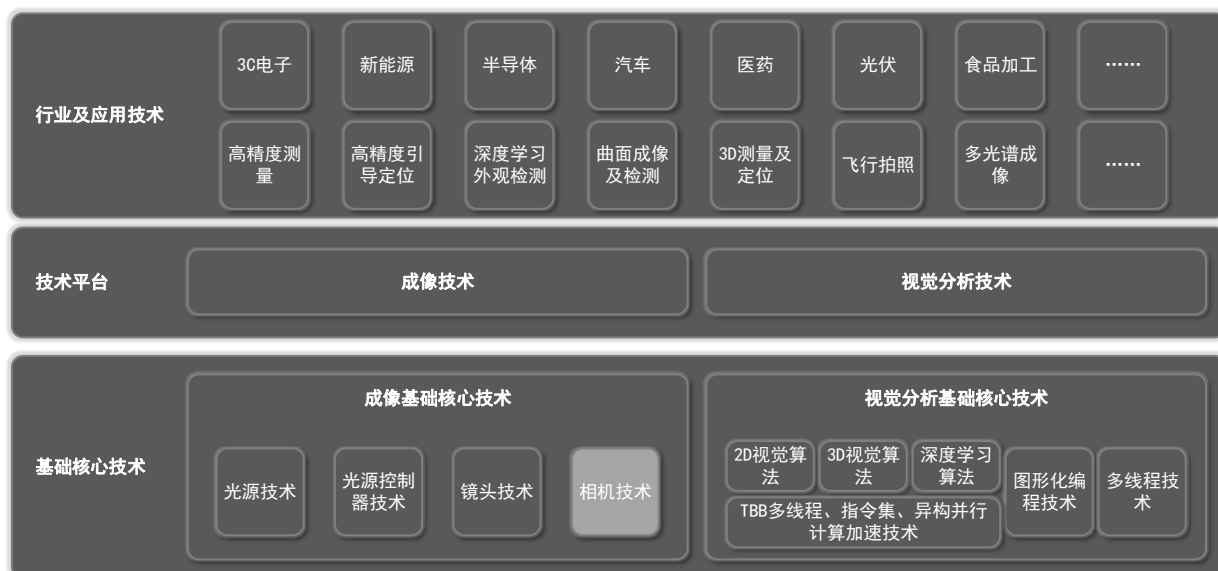 3C电子
新能源
半导体
汽车
医药
光伏
食品加工
……
行业及应用技术
高精度测
量
高精度引
导定位
深度学习
外观检测
曲面成像
及检测
3D测量及
定位
飞行拍照
多光谱成
像
……
技术平台
成像技术
视觉分析技术
基础核心技术
成像基础核心技术
光源技术
光源控制
器技术
镜头技术
相机技术
视觉分析基础核心技术
2D视觉算
法
3D视觉算
法
深度学习
算法
TBB多线程、指令集、异构并行
计算加速技术
图形化编
程技术
多线程技
术